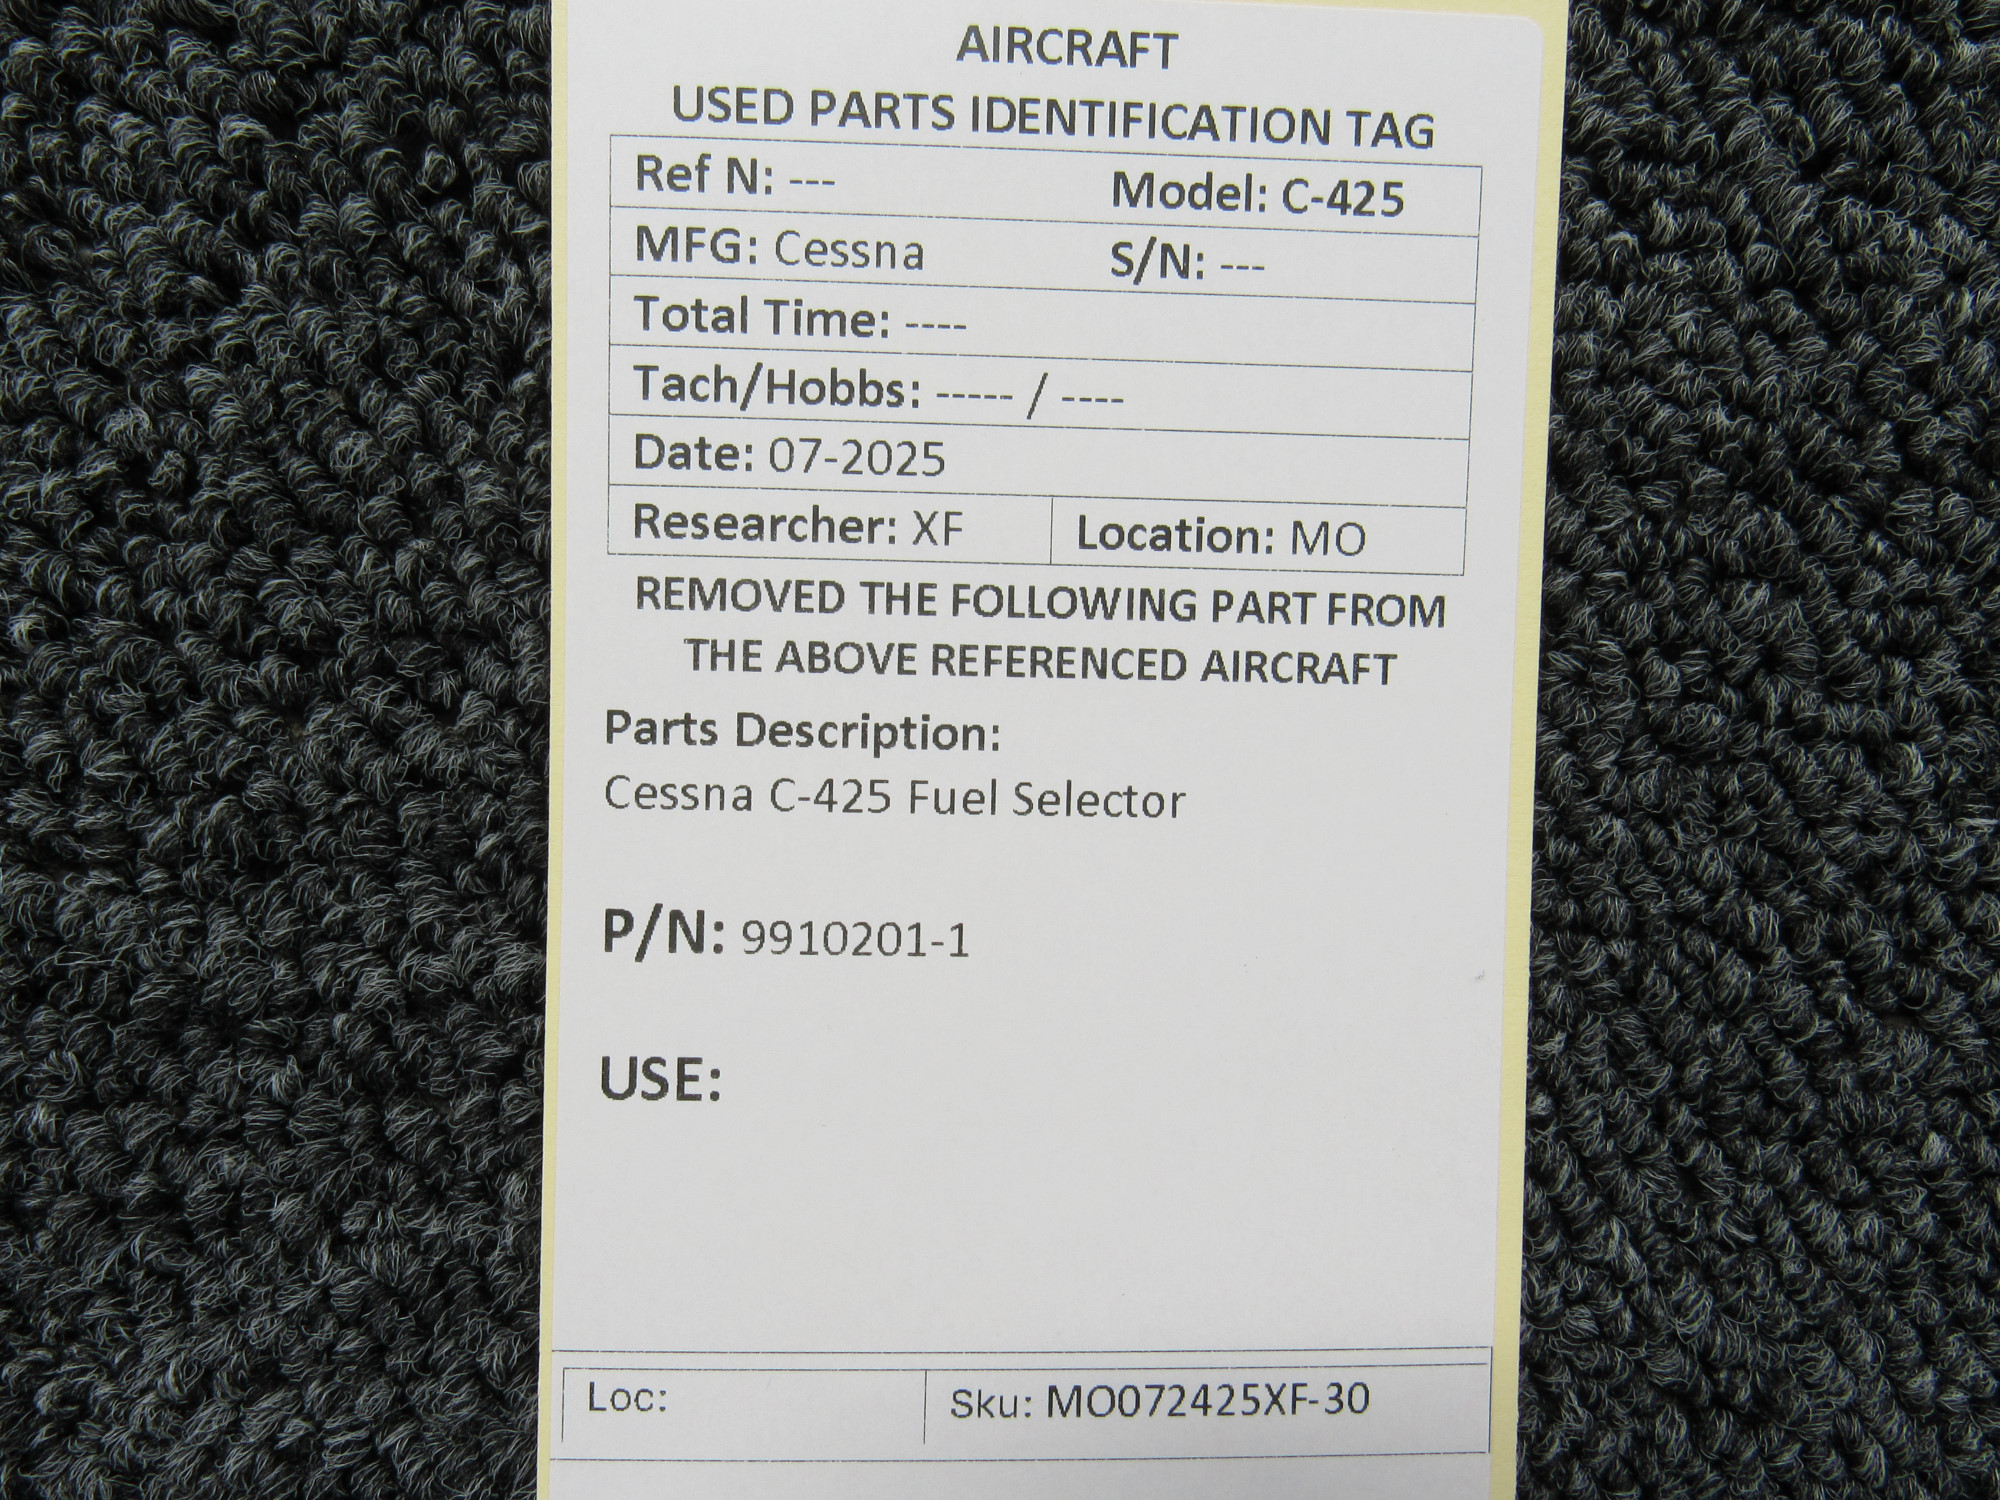 AIRCRAFT
USED PARTS IDENTIFICATION TAG
Ref N: --- Model: C-425
MFG: Cessna S/N: ---
Total Time: ----
Tach/Hobbs: ----- / ----
Date: 07-2025
Researcher: XF Location: MO
REMOVED THE FOLLOWING PART FROM
THE ABOVE REFERENCED AIRCRAFT
Parts Description:
Cessna C-425 Fuel Selector
P/N: 9910201-1
USE:
Loc: Sku: MO072425XF-30